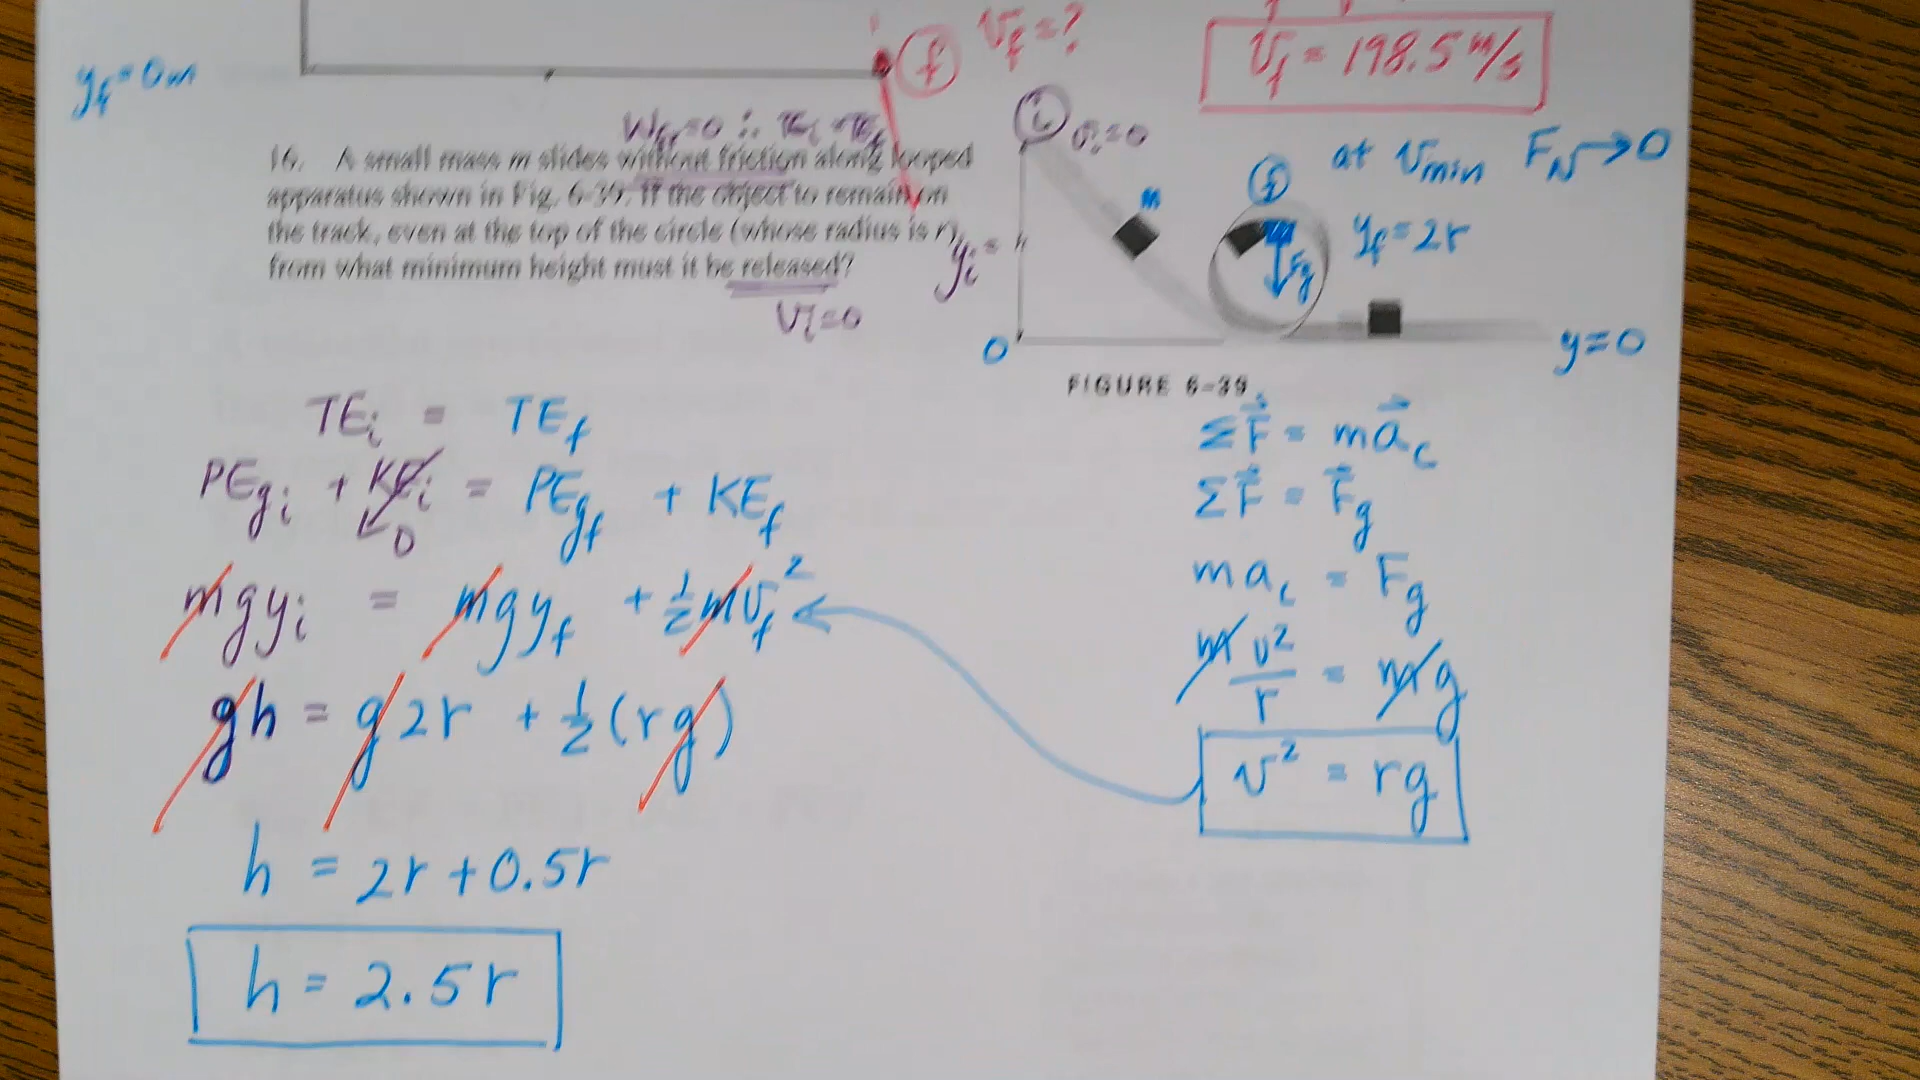 V_f = ?
V_f = 198.5 m/s
y_f = 0m
W_fr = 0 ∴ TE_i = TE_f
16. A small mass m slides without friction along looped
apparatus shown in Fig. 6-39. If the object to remain on
the track, even at the top of the circle (whose radius is r),
from what minimum height must it be released?
V_i = 0
i
v_i = 0
f
at v_min F_N → 0
m
y_i = h
F_g
y_f = 2r
0
y = 0
FIGURE 6-39
TE_i = TE_f
PE_gi + KE_i = PE_gf + KE_f
0
mgy_i = mgy_f + ½mv_f²
gh = g2r + ½(rg)
h = 2r + 0.5r
h = 2.5r
ΣF⃗ = ma⃗_c
ΣF⃗ = F⃗_g
ma_c = F_g
m v²/r = mg
v² = rg